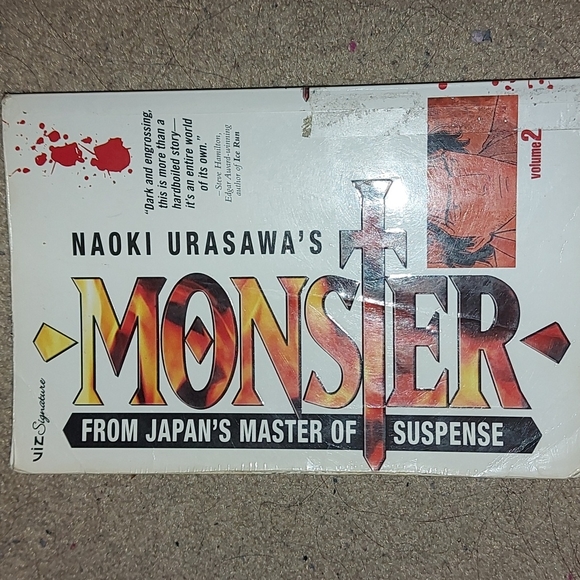 "Dark and engrossing,
this is more than a
hardboiled story—
it's an entire world
of its own."
–Steve Hamilton,
Edgar Award-winning
author of Ice Run
volume 2
NAOKI URASAWA'S
MONSTER
FROM JAPAN'S MASTER OF SUSPENSE
VIZ Signature